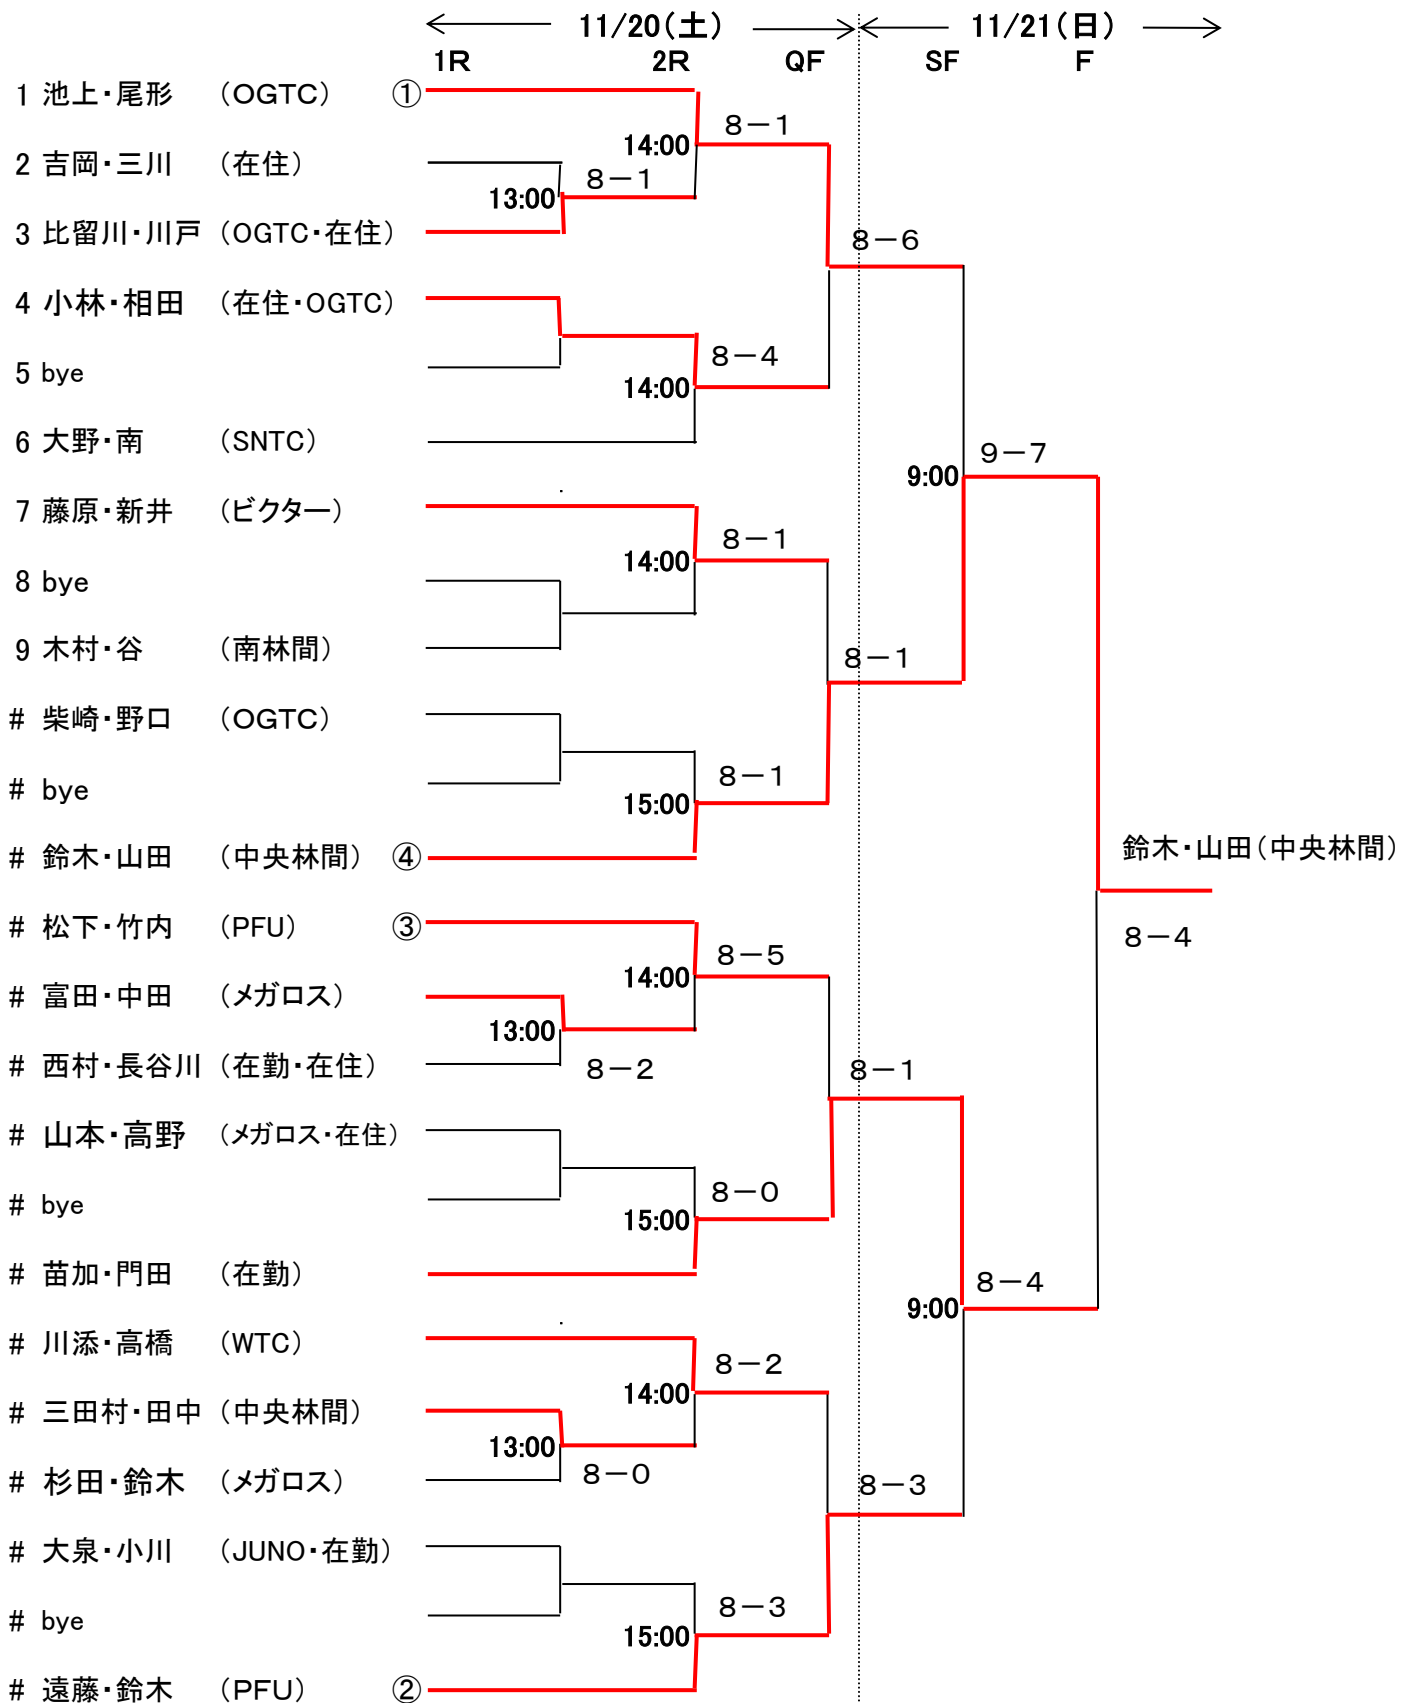 11/20(土) 11/21(日)
1R 2R QF SF F
1 池上・尾形 (OGTC) ①
8－1
14:00
2 吉岡・三川 (在住)
8－1
13:00
3 比留川・川戸 (OGTC・在住)
8－6
4 小林・相田 (在住・OGTC)
8－4
5 bye
14:00
6 大野・南 (SNTC)
9－7
9:00
7 藤原・新井 (ビクター)
8－1
14:00
8 bye
9 木村・谷 (南林間)
8－1
# 柴崎・野口 (OGTC)
8－1
# bye
15:00
# 鈴木・山田 (中央林間) ④
鈴木・山田(中央林間)
# 松下・竹内 (PFU) ③
8－4
8－5
14:00
# 富田・中田 (メガロス)
13:00
# 西村・長谷川 (在勤・在住)
8－2
8－1
# 山本・高野 (メガロス・在住)
8－0
# bye
15:00
# 苗加・門田 (在勤)
8－4
9:00
# 川添・高橋 (WTC)
8－2
14:00
# 三田村・田中 (中央林間)
13:00
8－0
# 杉田・鈴木 (メガロス)
8－3
# 大泉・小川 (JUNO・在勤)
8－3
# bye
15:00
# 遠藤・鈴木 (PFU) ②